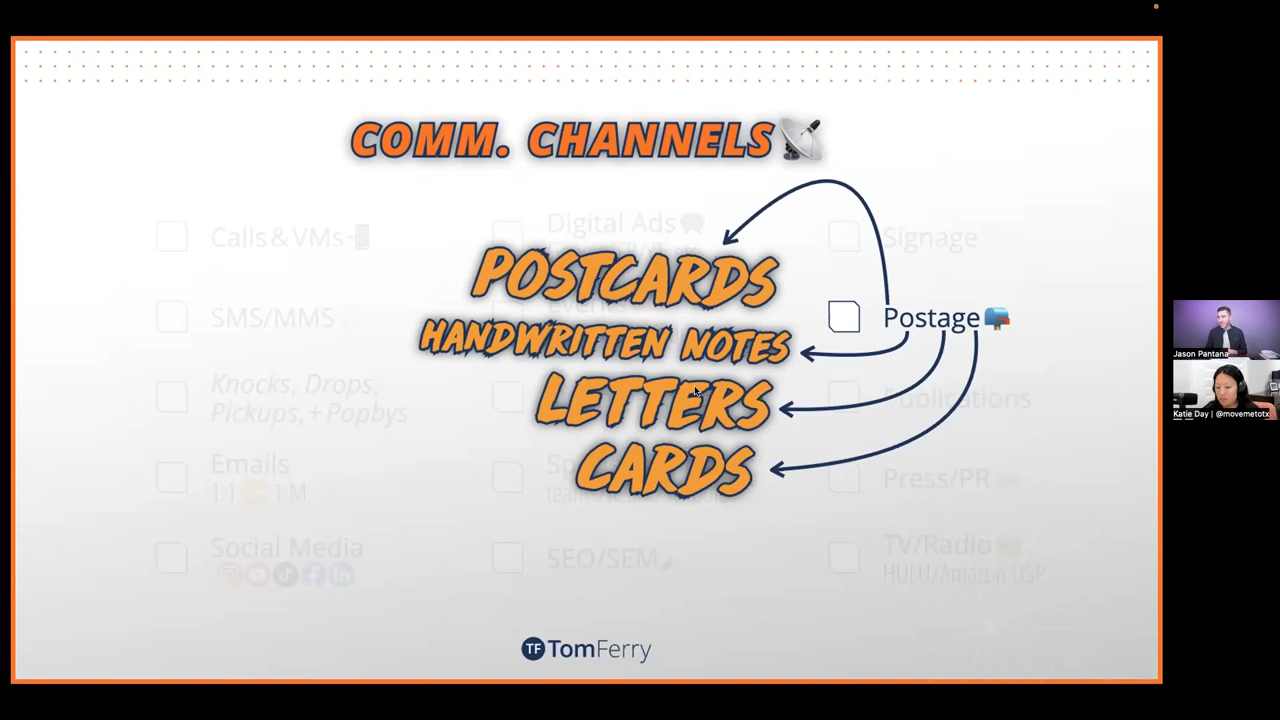 COMM. CHANNELS
Calls & VMs
Digital Ads
Signage
POSTCARDS
SMS/MMS
Postage
HANDWRITTEN NOTES
Knocks, Drops,
Pickups, + Popbys
LETTERS
Publications
Emails
1:1 1:M
CARDS
Press/PR
Social Media
SEO/SEM
TV/Radio
HULU/Amazon
TF TomFerry
Jason Pantana
Katie Day | @movemetotx